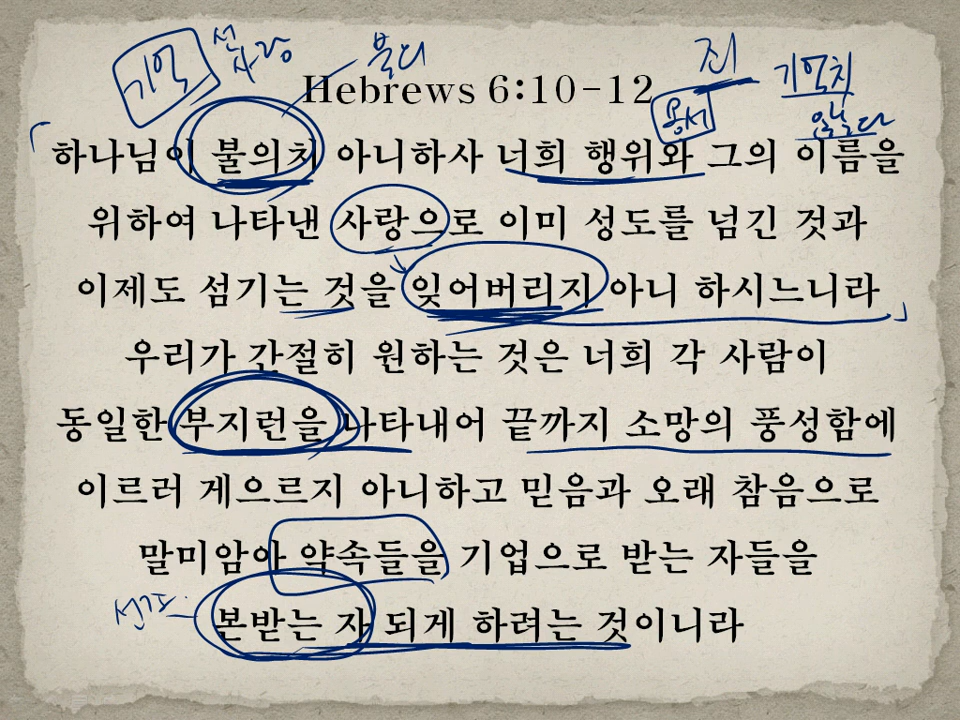 기억
선
사랑
죄
기억치
않는다
용서
Hebrews 6:10-12
「하나님이 불의치 아니하사 너희 행위와 그의 이름을
위하여 나타낸 사랑으로 이미 성도를 섬긴 것과
이제도 섬기는 것을 잊어버리지 아니 하시느니라」
우리가 간절히 원하는 것은 너희 각 사람이
동일한 부지런을 나타내어 끝까지 소망의 풍성함에
이르러 게으르지 아니하고 믿음과 오래 참음으로
말미암아 약속들을 기업으로 받는 자들을
본받는 자 되게 하려는 것이니라